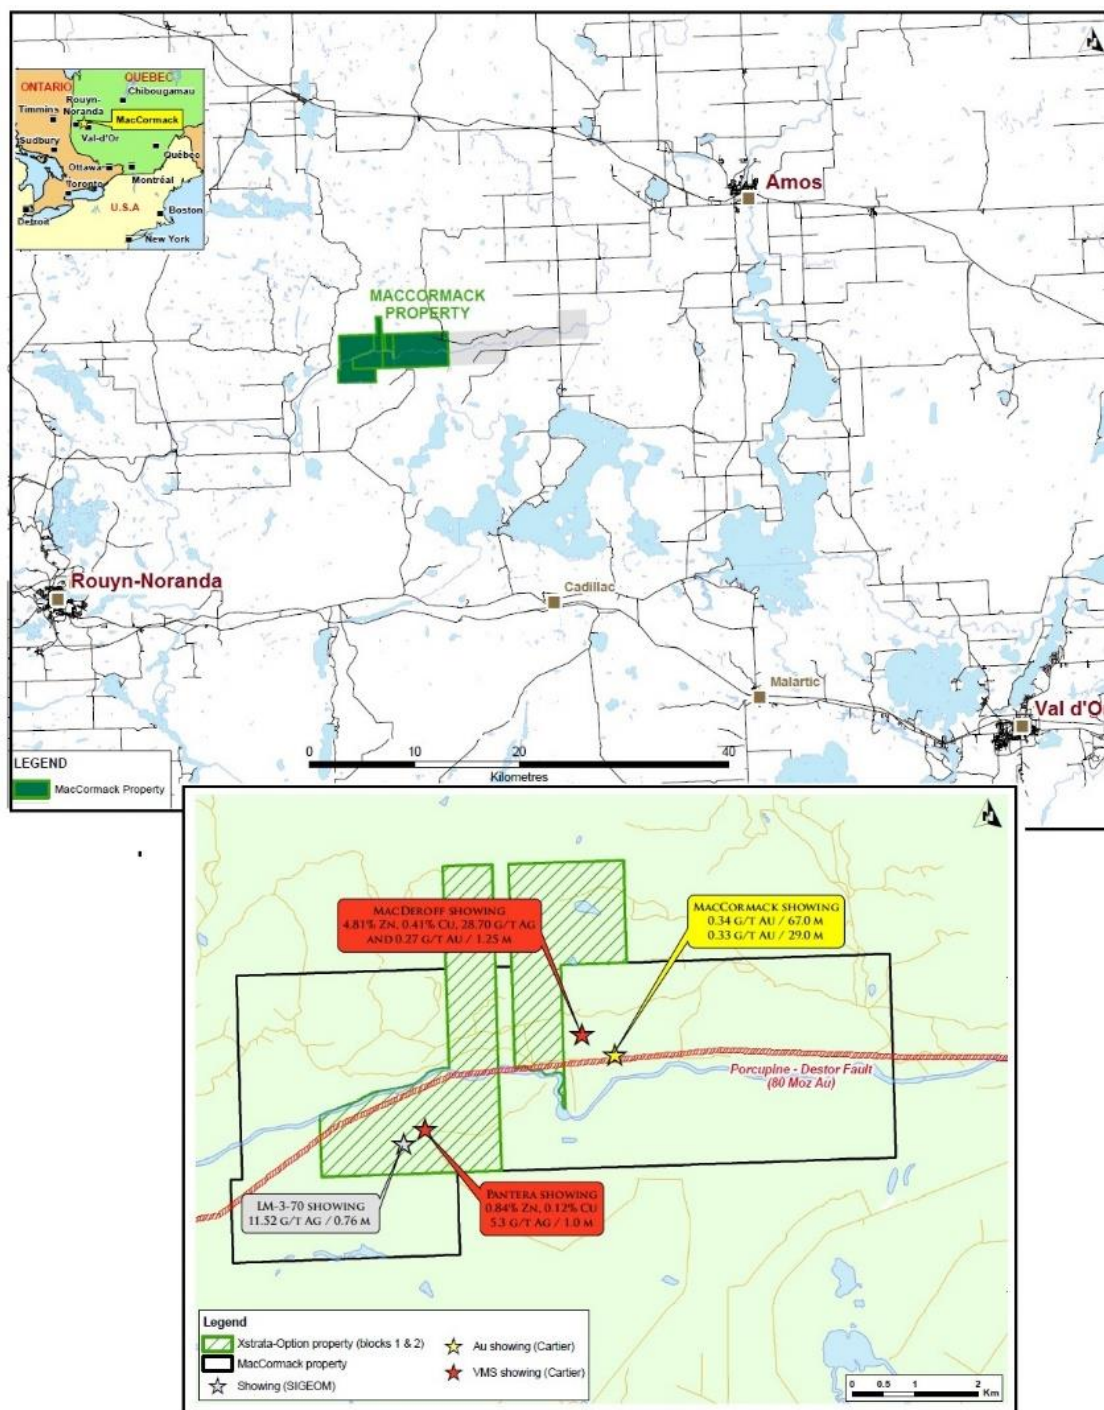 ONTARIO
QUEBEC
Chibougamau
Timmins
Rouyn-
Noranda
MacCormack
Val-d'Or
Sudbury
Québec
Ottawa
Montréal
Toronto
U.S.A
Boston
Detroit
New York
N
Amos
MACCORMACK
PROPERTY
Rouyn-Noranda
Cadillac
Malartic
Val d'O
LEGEND
MacCormack Property
0 10 20 40
Kilometres
N
MACDEROFF SHOWING
4.81% ZN, 0.41% CU, 28.70 G/T AG
AND 0.27 G/T AU / 1.25 M
MACCORMACK SHOWING
0.34 G/T AU / 67.0 M
0.33 G/T AU / 29.0 M
Porcupine - Destor Fault
(80 Moz Au)
LM-3-70 SHOWING
11.52 G/T AG / 0.76 M
PANTERA SHOWING
0.84% ZN, 0.12% CU
5.3 G/T AG / 1.0 M
Legend
Xstrata-Option property (blocks 1 & 2)
MacCormack property
Showing (SIGEOM)
Au showing (Cartier)
VMS showing (Cartier)
0 0.5 1 2
Km